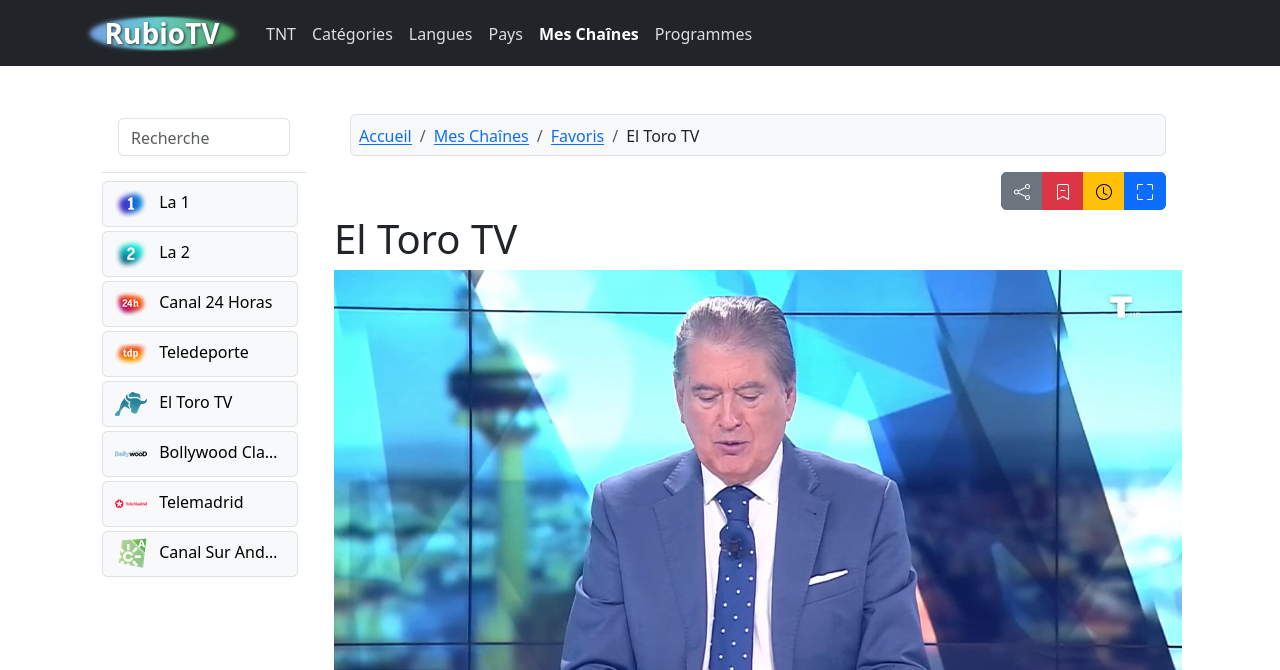 RubioTV
TNT
Catégories
Langues
Pays
Mes Chaînes
Programmes
Recherche
La 1
La 2
Canal 24 Horas
Teledeporte
El Toro TV
Bollywood Cla...
Telemadrid
Canal Sur And...
Accueil / Mes Chaînes / Favoris / El Toro TV
El Toro TV
T
1
2
24h
tdp